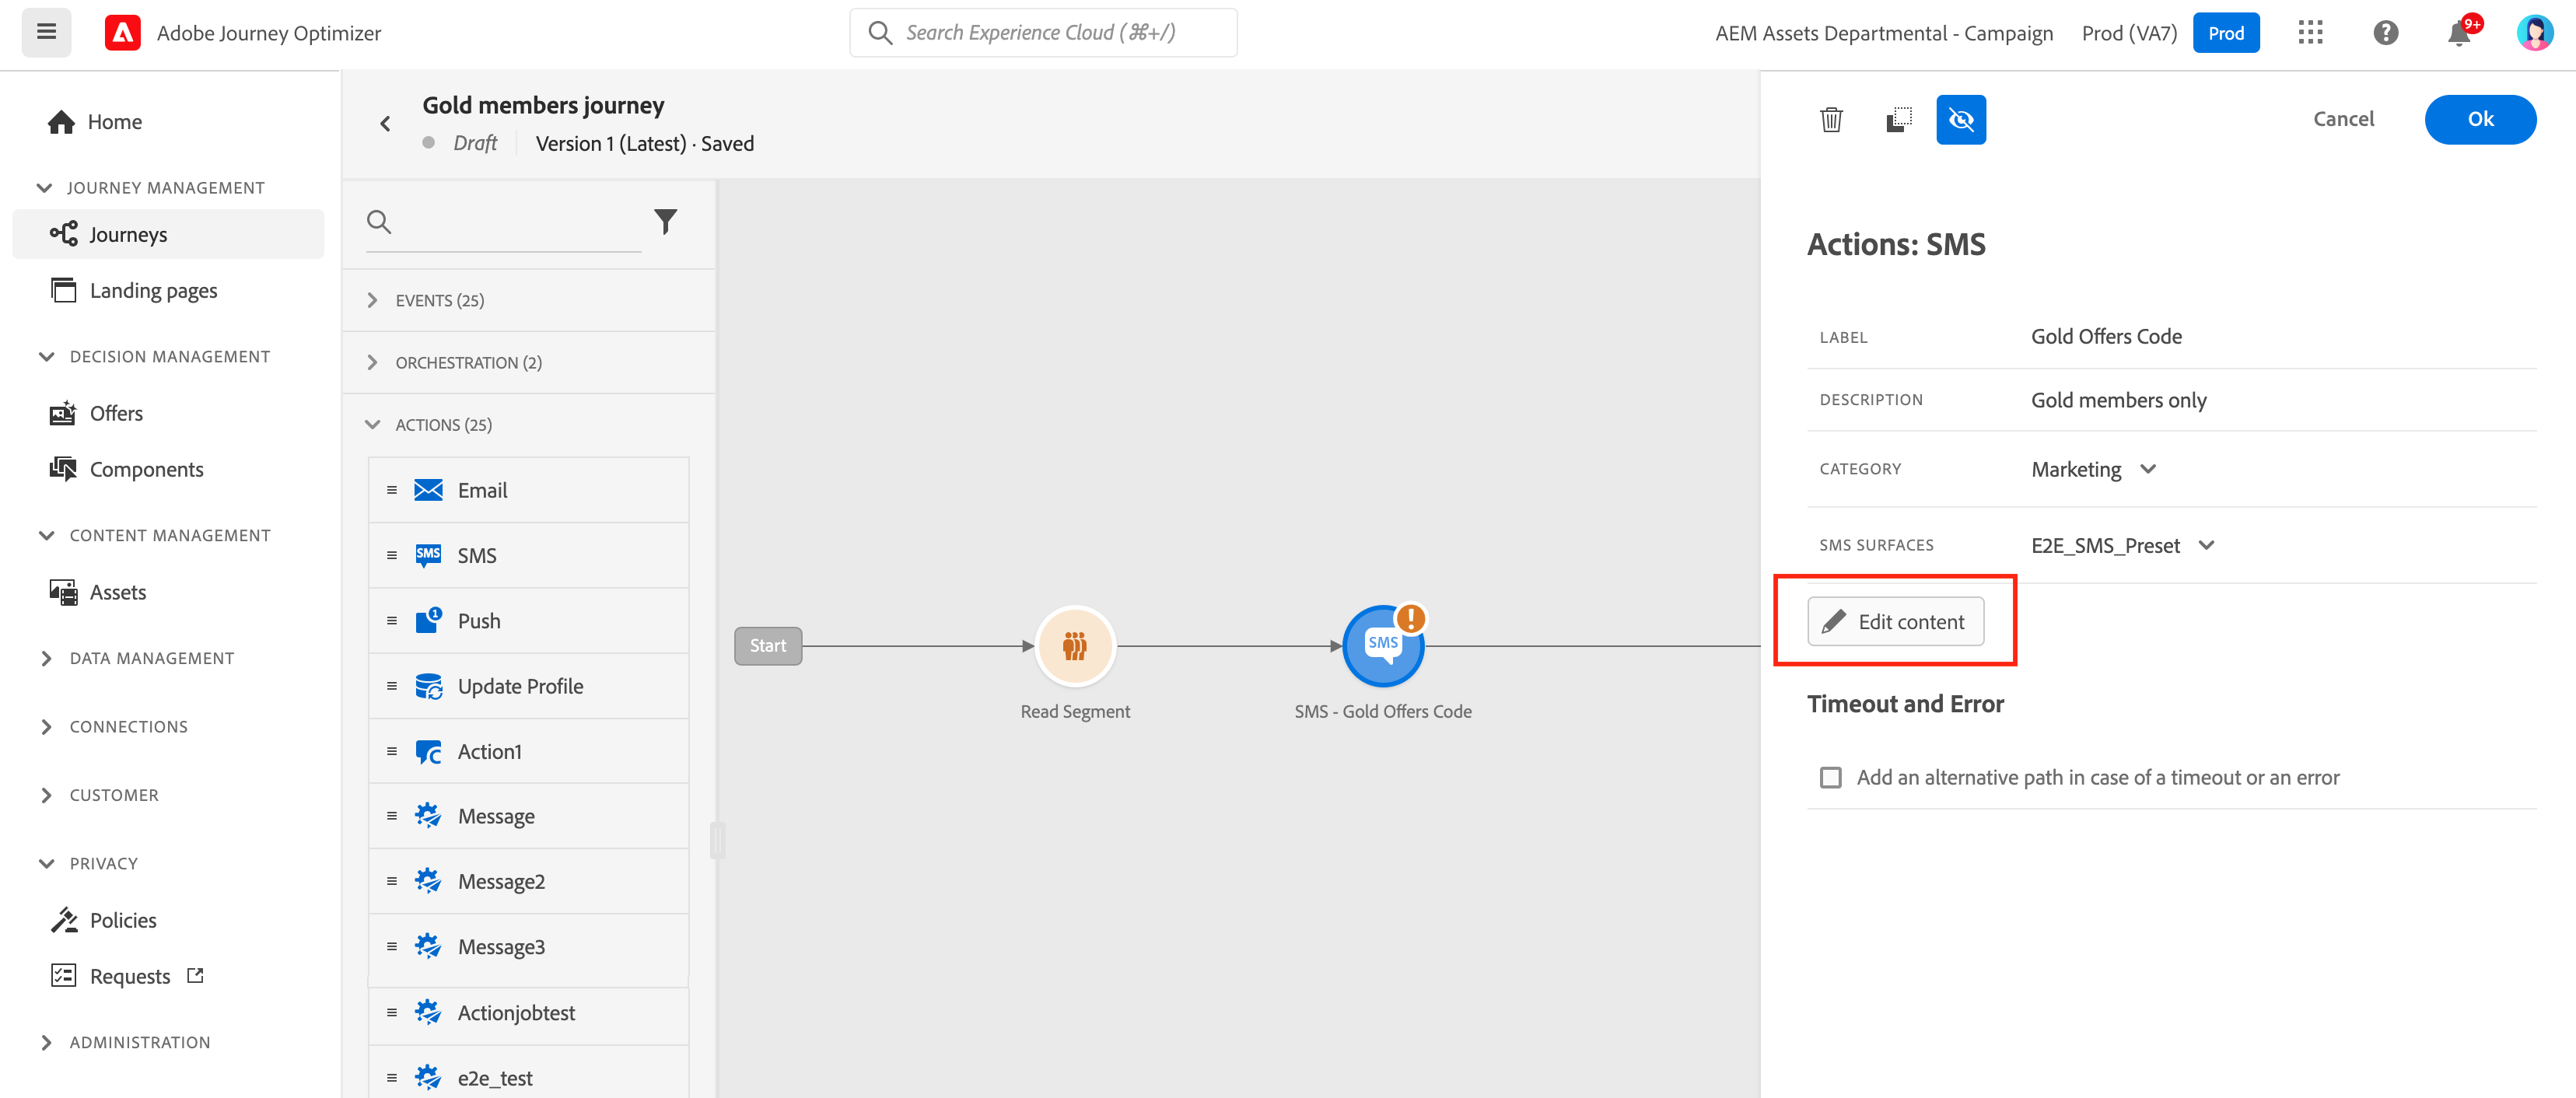 Adobe Journey Optimizer
Search Experience Cloud (⌘+/)
AEM Assets Departmental - Campaign
Prod (VA7)
Prod
9+
Home
JOURNEY MANAGEMENT
Journeys
Landing pages
DECISION MANAGEMENT
Offers
Components
CONTENT MANAGEMENT
Assets
DATA MANAGEMENT
CONNECTIONS
CUSTOMER
PRIVACY
Policies
Requests
ADMINISTRATION
Gold members journey
Draft
Version 1 (Latest) · Saved
EVENTS (25)
ORCHESTRATION (2)
ACTIONS (25)
Email
SMS
SMS
1
Push
Update Profile
Action1
Message
Message2
Message3
Actionjobtest
e2e_test
Start
Read Segment
SMS
!
SMS - Gold Offers Code
Cancel
Ok
Actions: SMS
LABEL
Gold Offers Code
DESCRIPTION
Gold members only
CATEGORY
Marketing
SMS SURFACES
E2E_SMS_Preset
Edit content
Timeout and Error
Add an alternative path in case of a timeout or an error